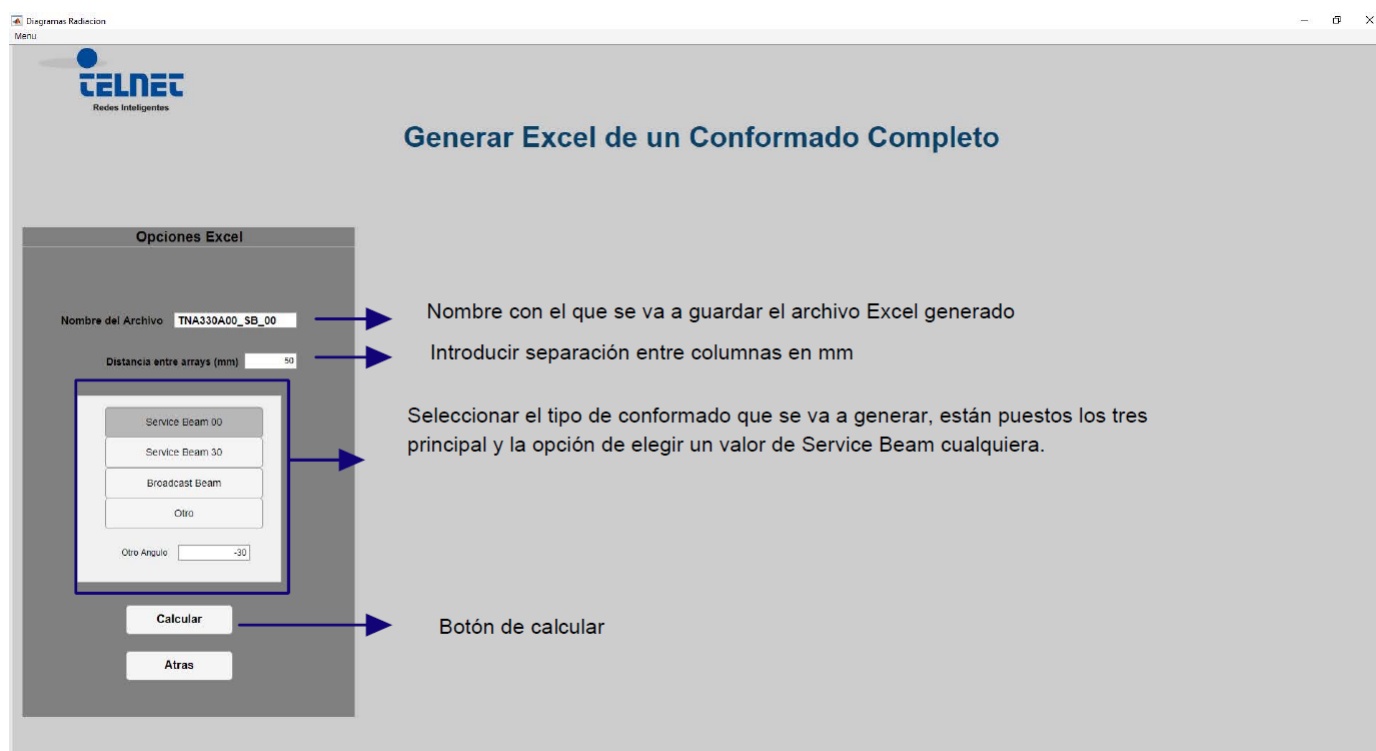 Diagramas Radiacion
Menu
TELNET
Redes Inteligentes
Generar Excel de un Conformado Completo
Opciones Excel
Nombre del Archivo TNA330A00_SB_00
Nombre con el que se va a guardar el archivo Excel generado
Distancia entre arrays (mm) 50
Introducir separación entre columnas en mm
Service Beam 00
Service Beam 30
Broadcast Beam
Otro
Otro Angulo -30
Seleccionar el tipo de conformado que se va a generar, están puestos los tres
principal y la opción de elegir un valor de Service Beam cualquiera.
Calcular
Botón de calcular
Atras